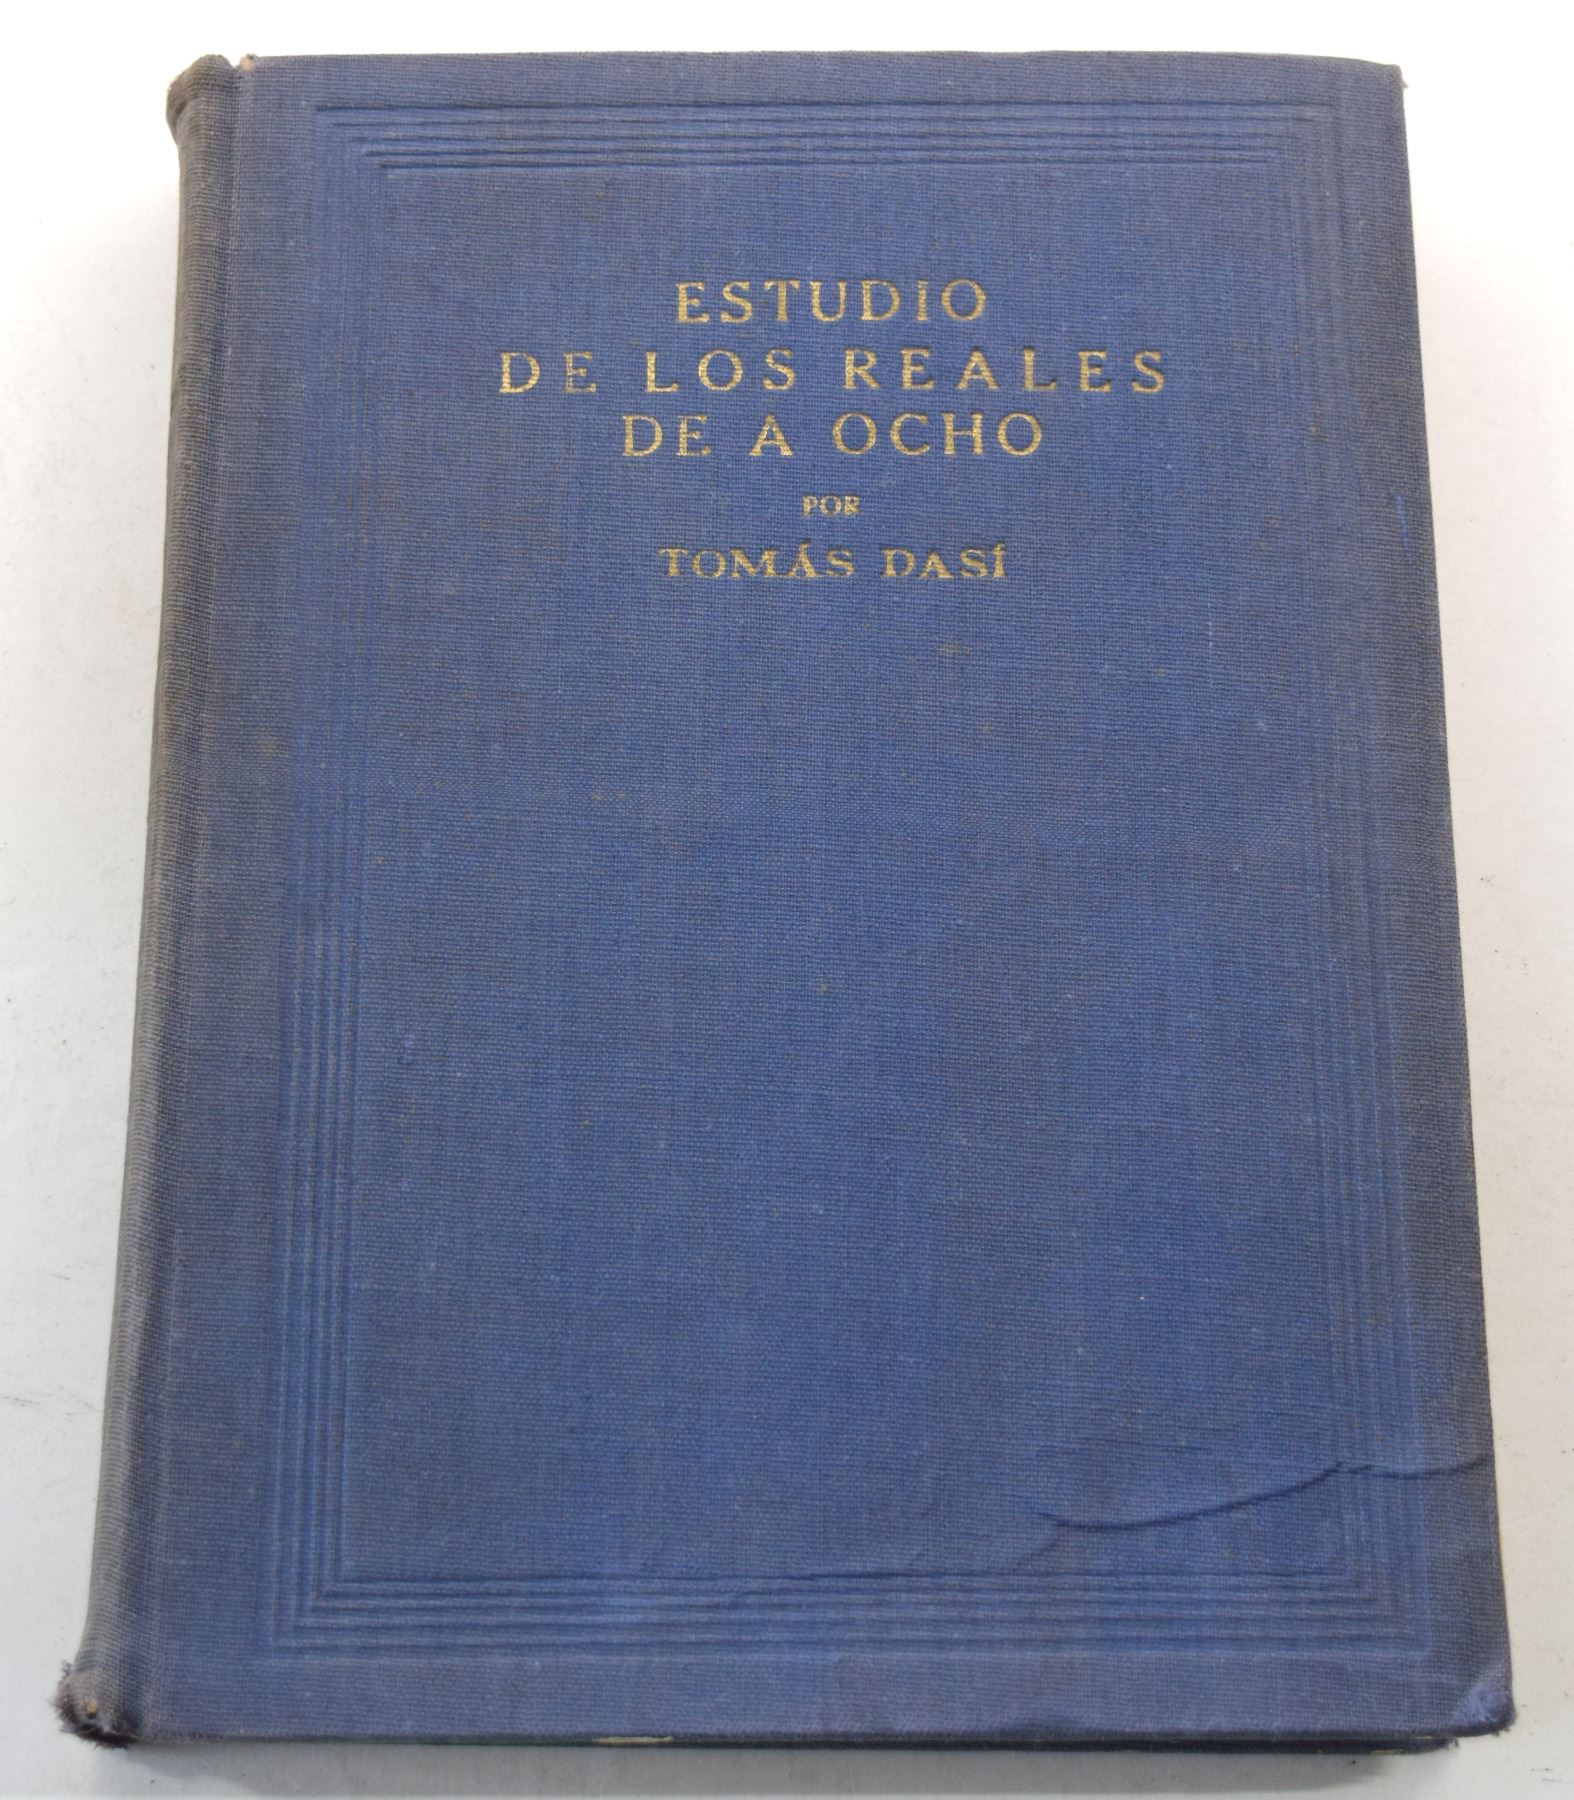 ESTUDIO
DE LOS REALES
DE A OCHO
POR
TOMÁS DASÍ